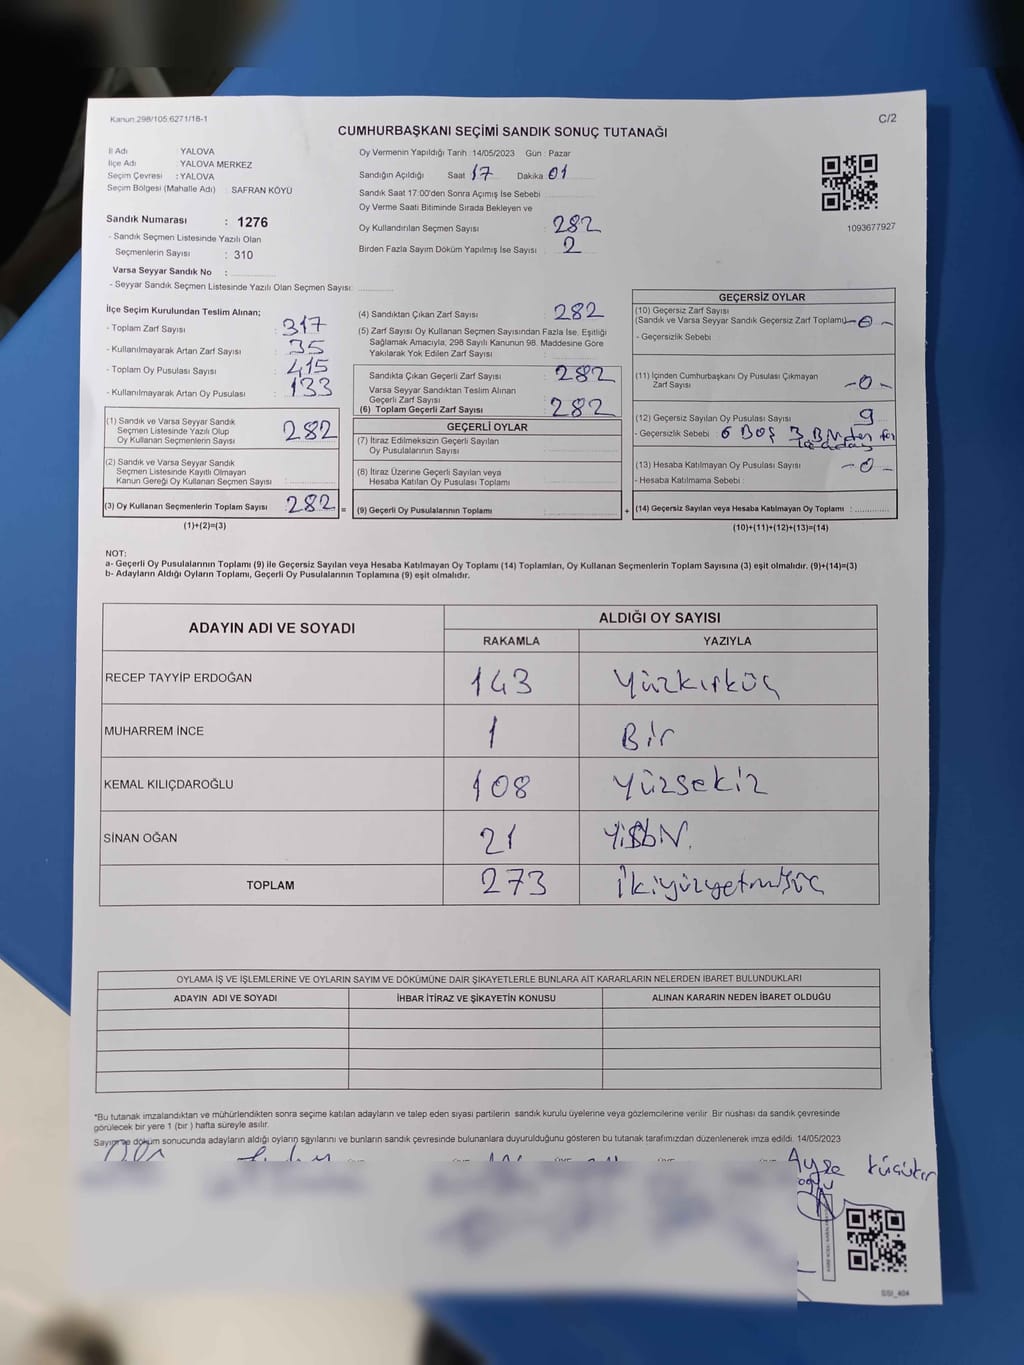 Kanun:298/105;6271/18-1
C/2
CUMHURBAŞKANI SEÇİMİ SANDIK SONUÇ TUTANAĞI
İl Adı : YALOVA
İlçe Adı : YALOVA MERKEZ
Seçim Çevresi : YALOVA
Seçim Bölgesi (Mahalle Adı) : SAFRAN KÖYÜ
Sandık Numarası : 1276
- Sandık Seçmen Listesinde Yazılı Olan
Seçmenlerin Sayısı : 310
Varsa Seyyar Sandık No :
- Seyyar Sandık Seçmen Listesinde Yazılı Olan Seçmen Sayısı:
Oy Vermenin Yapıldığı Tarih : 14/05/2023 Gün : Pazar
Sandığın Açıldığı Saat 17 Dakika 01
Sandık Saat 17:00'den Sonra Açımış İse Sebebi
Oy Verme Saati Bitiminde Sırada Bekleyen ve
Oy Kullandırılan Seçmen Sayısı : 282
Birden Fazla Sayım Döküm Yapılmış İse Sayısı : 2
1093677927
İlçe Seçim Kurulundan Teslim Alınan;
- Toplam Zarf Sayısı : 317
- Kullanılmayarak Artan Zarf Sayısı : 35
- Toplam Oy Pusulası Sayısı : 415
- Kullanılmayarak Artan Oy Pusulası : 133
(1) Sandık ve Varsa Seyyar Sandık
Seçmen Listesinde Yazılı Olup
Oy Kullanan Seçmenlerin Sayısı : 282
(2) Sandık ve Varsa Seyyar Sandık
Seçmen Listesinde Kayıtlı Olmayan
Kanun Gereği Oy Kullanan Seçmen Sayısı :
(3) Oy Kullanan Seçmenlerin Toplam Sayısı : 282 =
(1)+(2)=(3)
(4) Sandıktan Çıkan Zarf Sayısı : 282
(5) Zarf Sayısı Oy Kullanan Seçmen Sayısından Fazla İse, Eşitliği
Sağlamak Amacıyla, 298 Sayılı Kanunun 98. Maddesine Göre
Yakılarak Yok Edilen Zarf Sayısı :
Sandıkta Çıkan Geçerli Zarf Sayısı : 282
Varsa Seyyar Sandıktan Teslim Alınan
Geçerli Zarf Sayısı :
(6) Toplam Geçerli Zarf Sayısı : 282
GEÇERLİ OYLAR
(7) İtiraz Edilmeksizin Geçerli Sayılan
Oy Pusulalarının Sayısı :
(8) İtiraz Üzerine Geçerli Sayılan veya
Hesaba Katılan Oy Pusulası Toplamı :
(9) Geçerli Oy Pusulalarının Toplamı : +
GEÇERSİZ OYLAR
(10) Geçersiz Zarf Sayısı
(Sandık ve Varsa Seyyar Sandık Geçersiz Zarf Toplamı) -0-
- Geçersizlik Sebebi :
(11) İçinden Cumhurbaşkanı Oy Pusulası Çıkmayan
Zarf Sayısı -0-
(12) Geçersiz Sayılan Oy Pusulası Sayısı : 9
- Geçersizlik Sebebi : 6 BOŞ 3
(13) Hesaba Katılmayan Oy Pusulası Sayısı -0-
- Hesaba Katılmama Sebebi :
(14) Geçersiz Sayılan veya Hesaba Katılmayan Oy Toplamı :
(10)+(11)+(12)+(13)=(14)
NOT:
a- Geçerli Oy Pusulalarının Toplamı (9) ile Geçersiz Sayılan veya Hesaba Katılmayan Oy Toplamı (14) Toplamları, Oy Kullanan Seçmenlerin Toplam Sayısına (3) eşit olmalıdır. (9)+(14)=(3)
b- Adayların Aldığı Oyların Toplamı, Geçerli Oy Pusulalarının Toplamına (9) eşit olmalıdır.
ADAYIN ADI VE SOYADI
ALDIĞI OY SAYISI
RAKAMLA YAZIYLA
RECEP TAYYİP ERDOĞAN 143 Yüzkırküç
MUHARREM İNCE 1 Bir
KEMAL KILIÇDAROĞLU 108 Yüzsekiz
SİNAN OĞAN 21
TOPLAM 273 İkiyüzyetmişüç
OYLAMA İŞ VE İŞLEMLERİNE VE OYLARIN SAYIM VE DÖKÜMÜNE DAİR ŞİKAYETLERLE BUNLARA AİT KARARLARIN NELERDEN İBARET BULUNDUKLARI
ADAYIN ADI VE SOYADI İHBAR İTİRAZ VE ŞİKAYETİN KONUSU ALINAN KARARIN NEDEN İBARET OLDUĞU
*Bu tutanak imzalandıktan ve mühürlendikten sonra seçime katılan adayların ve talep eden siyasi partilerin sandık kurulu üyelerine veya gözlemcilerine verilir. Bir nüshası da sandık çevresinde
görülecek bir yere 1 (bir) hafta süreyle asılır.
Sayım ve döküm sonucunda adayların aldığı oyların sayılarını ve bunların sandık çevresinde bulunanlara duyurulduğunu gösteren bu tutanak tarafımızdan düzenlenerek imza edildi. 14/05/2023
Ayşe
SSI_404